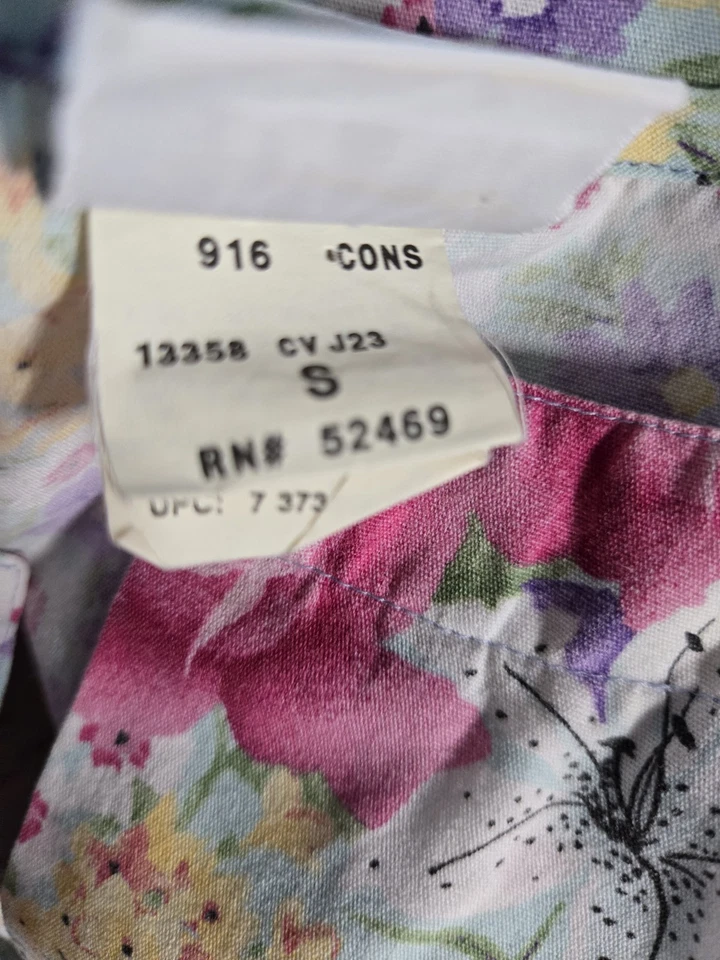 916 CONS
13358 CV J23
S
RN# 52469
UPC: 7 373